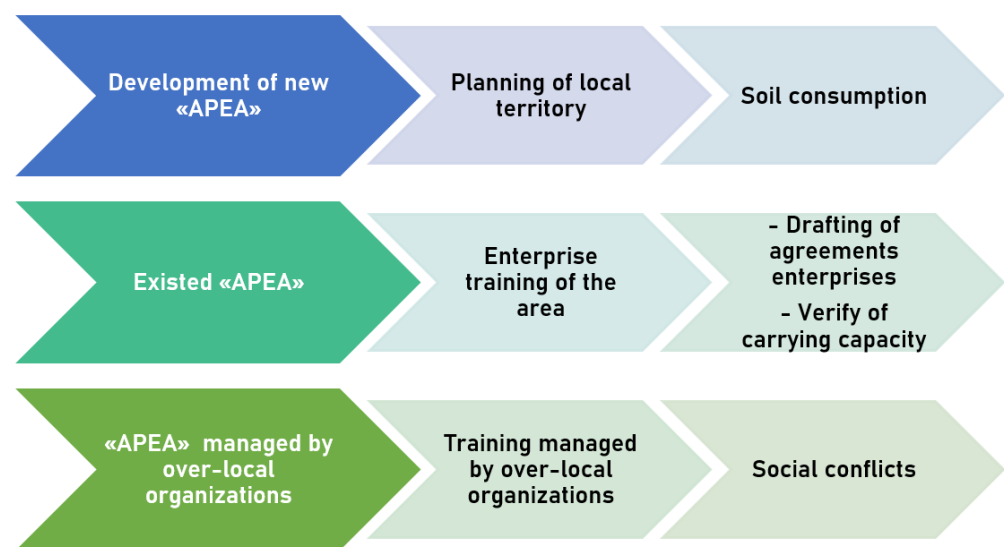 Development of new
«APEA»
Planning of local
territory
Soil consumption
Existed «APEA»
Enterprise
training of the
area
- Drafting of
agreements
enterprises
- Verify of
carrying capacity
«APEA» managed by
over-local
organizations
Training managed
by over-local
organizations
Social conflicts